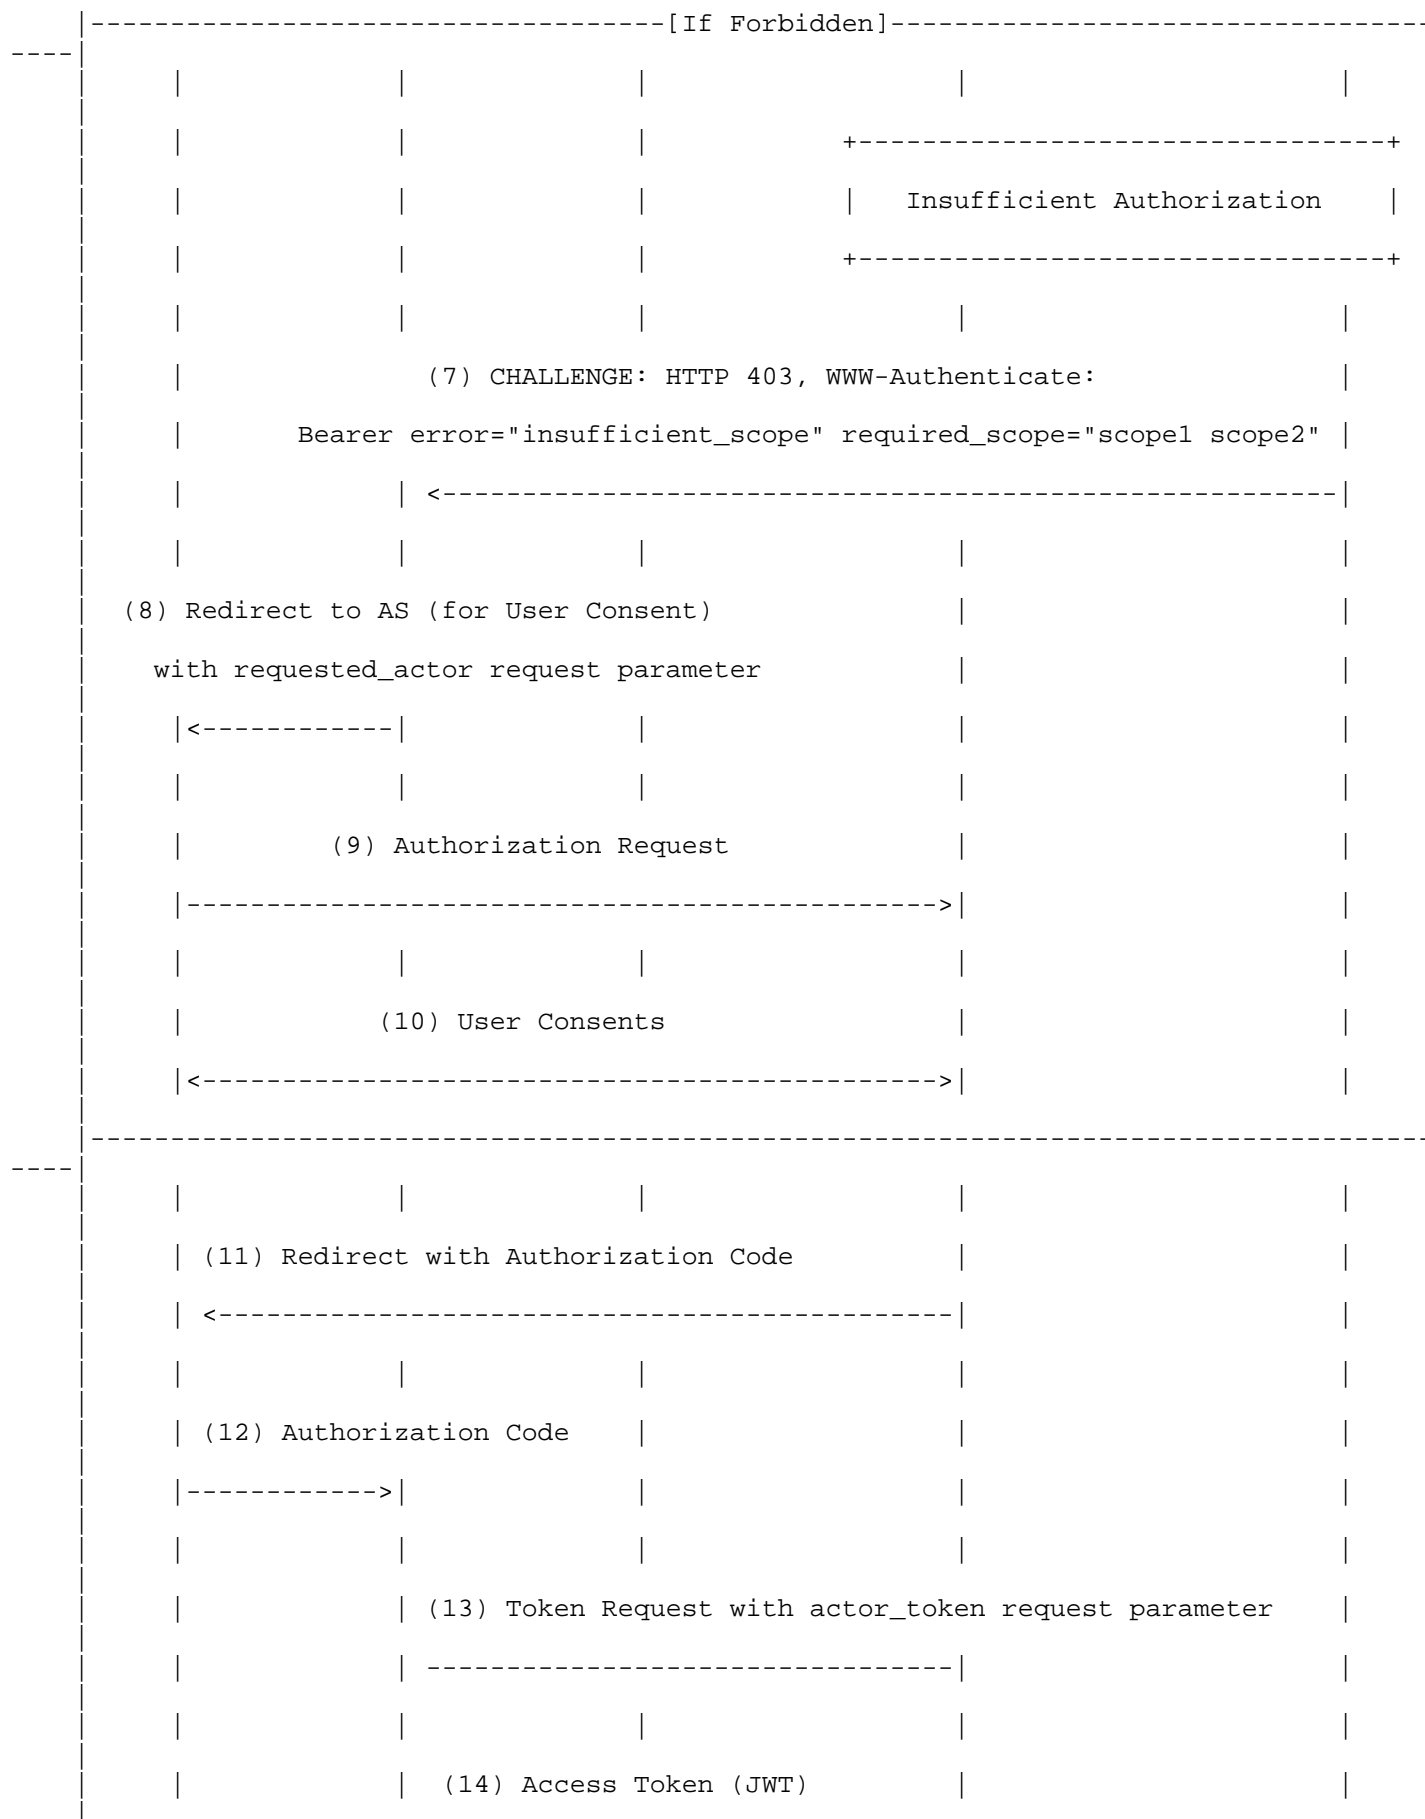 [If Forbidden]
Insufficient Authorization
(7) CHALLENGE: HTTP 403, WWW-Authenticate:
Bearer error="insufficient_scope" required_scope="scope1 scope2"
(8) Redirect to AS (for User Consent)
with requested_actor request parameter
(9) Authorization Request
(10) User Consents
(11) Redirect with Authorization Code
(12) Authorization Code
(13) Token Request with actor_token request parameter
(14) Access Token (JWT)